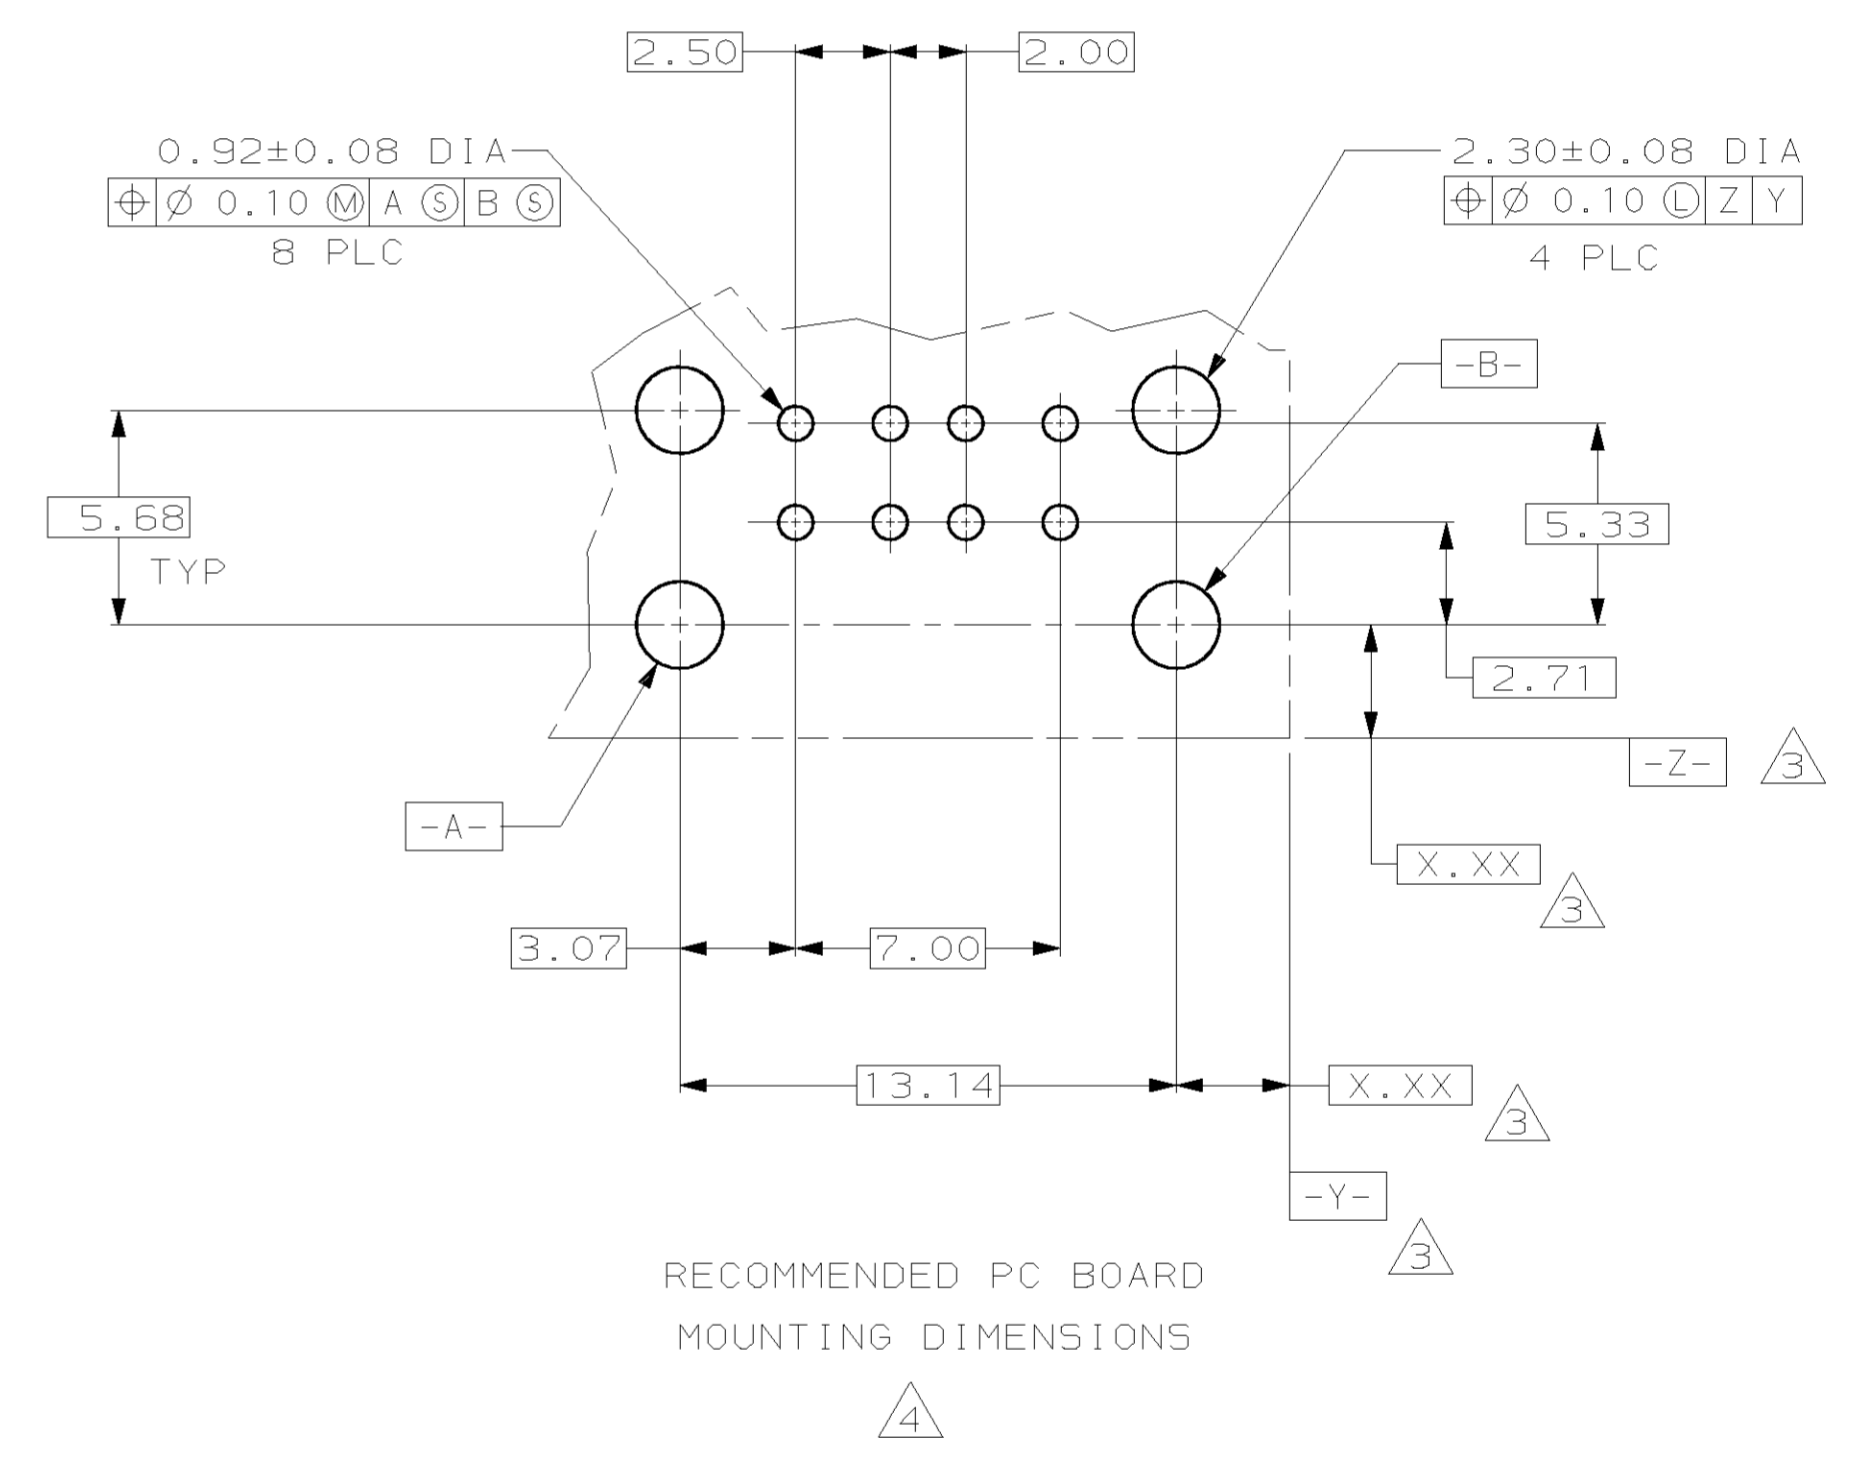 2.50
2.00
0.92±0.08 DIA
⌖ Ø 0.10 Ⓜ A Ⓢ B Ⓢ
8 PLC
2.30±0.08 DIA
⌖ Ø 0.10 Ⓛ Z Y
4 PLC
-B-
5.68
TYP
5.33
2.71
-Z- 3
-A-
X.XX
3
3.07
7.00
13.14
X.XX
3
-Y-
3
RECOMMENDED PC BOARD
MOUNTING DIMENSIONS
4